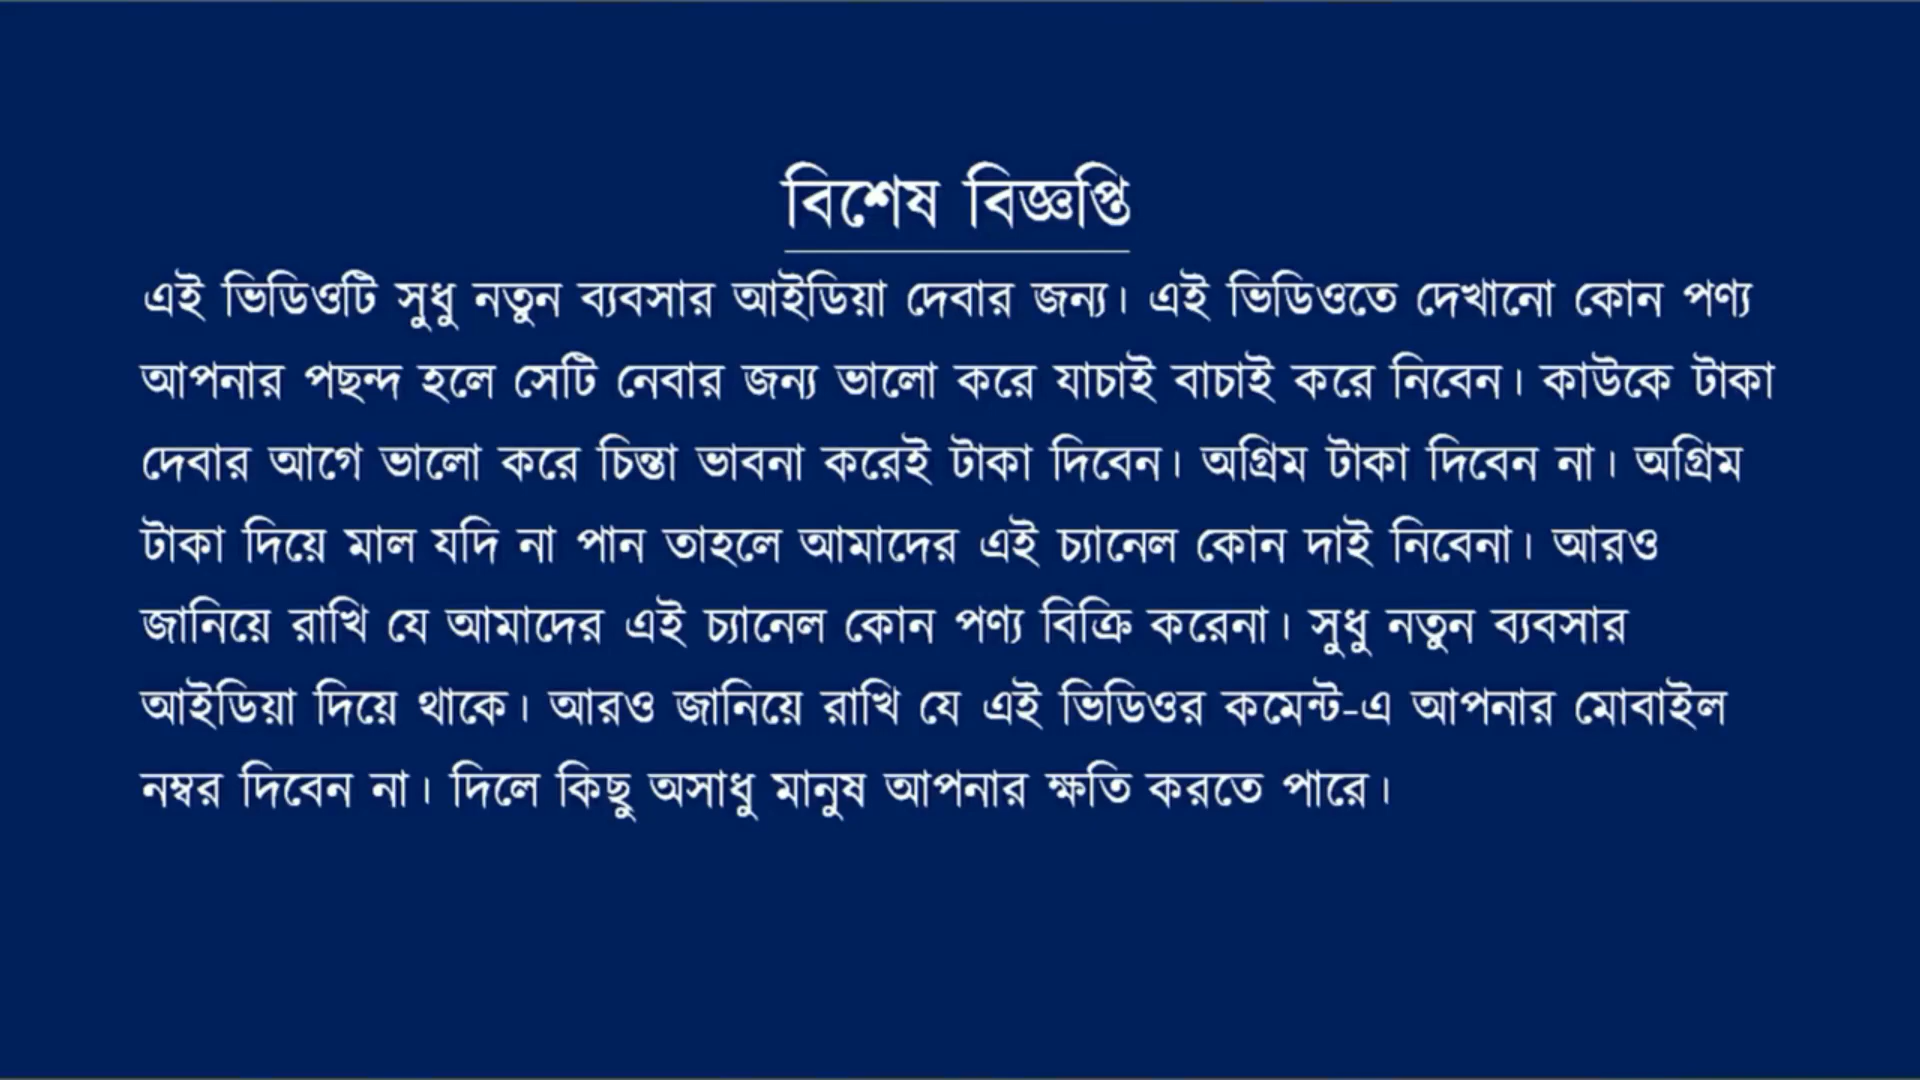 বিশেষ বিজ্ঞপ্তি
এই ভিডিওটি সুধু নতুন ব্যবসার আইডিয়া দেবার জন্য। এই ভিডিওতে দেখানো কোন পণ্য
আপনার পছন্দ হলে সেটি নেবার জন্য ভালো করে যাচাই বাচাই করে নিবেন। কাউকে টাকা
দেবার আগে ভালো করে চিন্তা ভাবনা করেই টাকা দিবেন। অগ্রিম টাকা দিবেন না। অগ্রিম
টাকা দিয়ে মাল যদি না পান তাহলে আমাদের এই চ্যানেল কোন দাই নিবেনা। আরও
জানিয়ে রাখি যে আমাদের এই চ্যানেল কোন পণ্য বিক্রি করেনা। সুধু নতুন ব্যবসার
আইডিয়া দিয়ে থাকে। আরও জানিয়ে রাখি যে এই ভিডিওর কমেন্ট-এ আপনার মোবাইল
নম্বর দিবেন না। দিলে কিছু অসাধু মানুষ আপনার ক্ষতি করতে পারে।